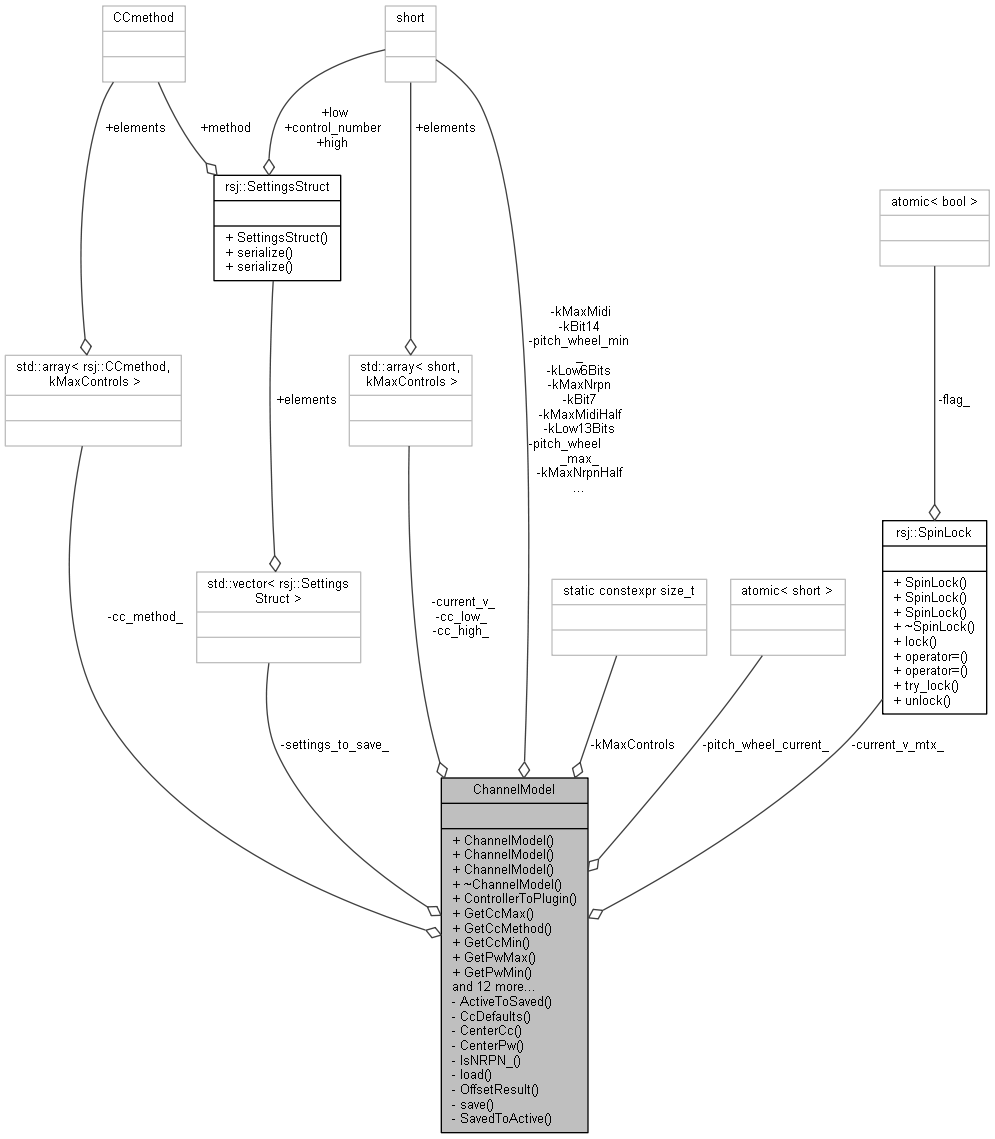 CCmethod
short
+elements
+method
+low
+control_number
+high
+elements
rsj::SettingsStruct
+ SettingsStruct()
+ serialize()
+ serialize()
atomic< bool >
-kMaxMidi
-kBit14
-pitch_wheel_min
_
-kLow6Bits
-kMaxNrpn
-kBit7
-kMaxMidiHalf
-kLow13Bits
-pitch_wheel
_max_
-kMaxNrpnHalf
...
std::array< rsj::CCmethod,
kMaxControls >
+elements
std::array< short,
kMaxControls >
-flag_
rsj::SpinLock
+ SpinLock()
+ SpinLock()
+ SpinLock()
+ ~SpinLock()
+ lock()
+ operator=()
+ operator=()
+ try_lock()
+ unlock()
std::vector< rsj::Settings
Struct >
static constexpr size_t
atomic< short >
-cc_method_
-current_v_
-cc_low_
-cc_high_
-settings_to_save_
-kMaxControls
-pitch_wheel_current_
-current_v_mtx_
ChannelModel
+ ChannelModel()
+ ChannelModel()
+ ChannelModel()
+ ~ChannelModel()
+ ControllerToPlugin()
+ GetCcMax()
+ GetCcMethod()
+ GetCcMin()
+ GetPwMax()
+ GetPwMin()
and 12 more...
- ActiveToSaved()
- CcDefaults()
- CenterCc()
- CenterPw()
- IsNRPN_()
- load()
- OffsetResult()
- save()
- SavedToActive()